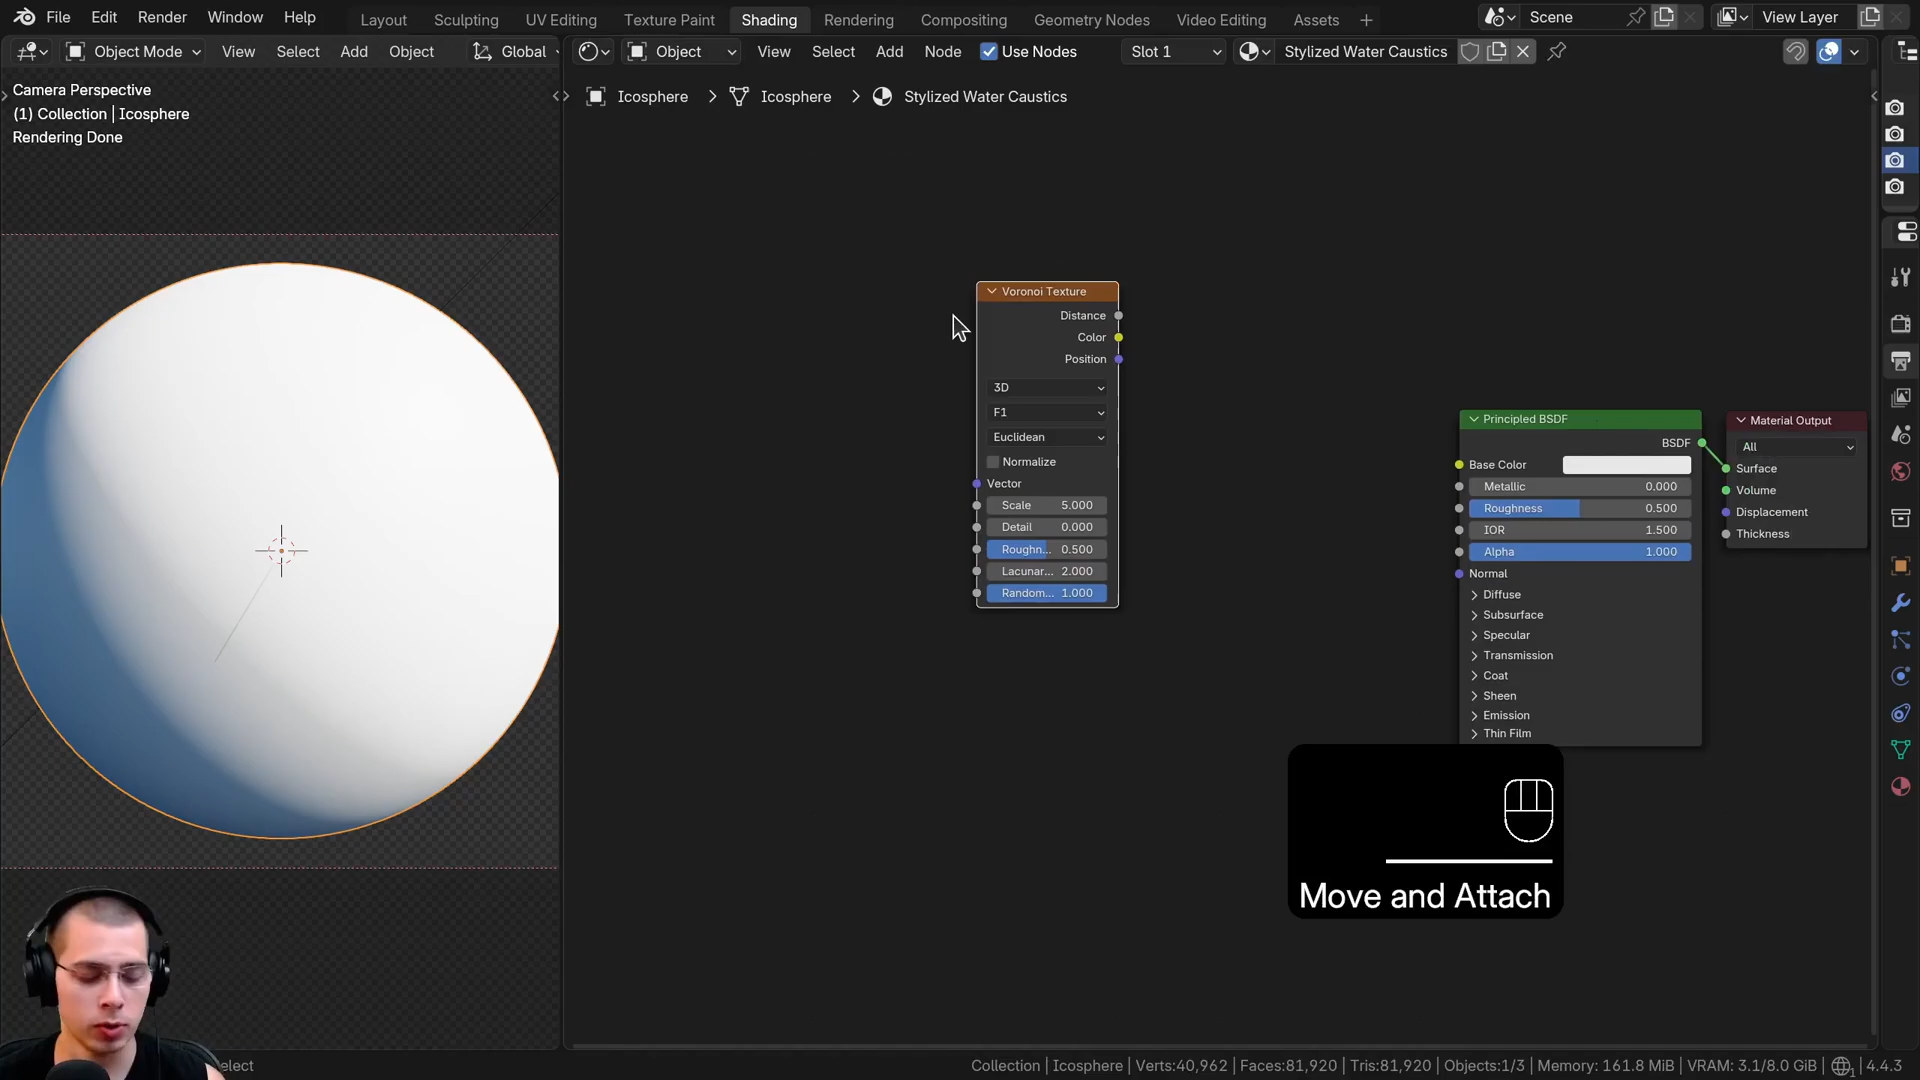 File Edit Render Window Help Layout Sculpting UV Editing Texture Paint Shading Rendering Compositing Geometry Nodes Video Editing Assets + Scene View Layer
Object Mode View Select Add Object Global Object View Select Add Node Use Nodes Slot 1 Stylized Water Caustics
Camera Perspective
(1) Collection | Icosphere
Rendering Done
Icosphere > Icosphere > Stylized Water Caustics
Voronoi Texture
Distance
Color
Position
3D
F1
Euclidean
Normalize
Vector
Scale 5.000
Detail 0.000
Roughn... 0.500
Lacunar... 2.000
Random... 1.000
Principled BSDF
BSDF
Base Color
Metallic 0.000
Roughness 0.500
IOR 1.500
Alpha 1.000
Normal
Diffuse
Subsurface
Specular
Transmission
Coat
Sheen
Emission
Thin Film
Material Output
All
Surface
Volume
Displacement
Thickness
Move and Attach
elect
Collection | Icosphere | Verts:40,962 | Faces:81,920 | Tris:81,920 | Objects:1/3 | Memory: 161.8 MiB | VRAM: 3.1/8.0 GiB | 4.4.3